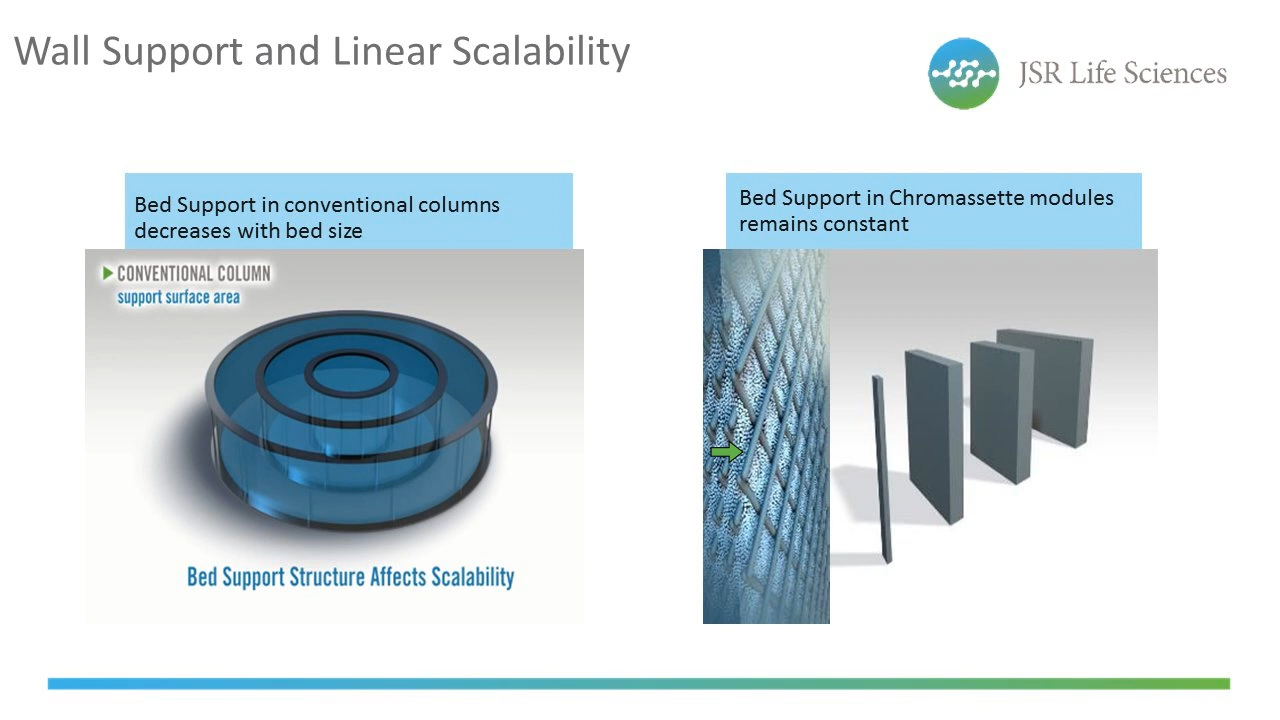 Wall Support and Linear Scalability
JSR Life Sciences
Bed Support in conventional columns
decreases with bed size
CONVENTIONAL COLUMN
support surface area
Bed Support Structure Affects Scalability
Bed Support in Chromassette modules
remains constant